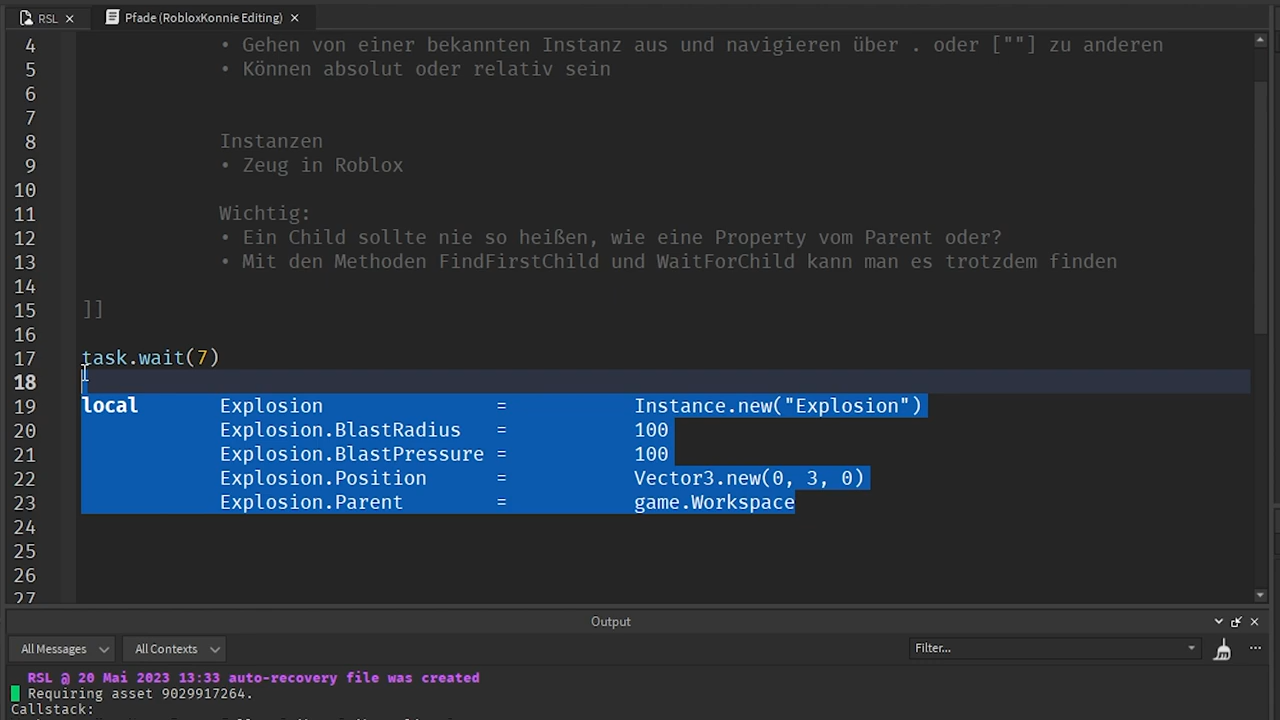 RSL ×
Pfade (RobloxKonnie Editing) ×
4 • Gehen von einer bekannten Instanz aus und navigieren über . oder [""] zu anderen
5 • Können absolut oder relativ sein
6
7
8 Instanzen
9 • Zeug in Roblox
10
11 Wichtig:
12 • Ein Child sollte nie so heißen, wie eine Property vom Parent oder?
13 • Mit den Methoden FindFirstChild und WaitForChild kann man es trotzdem finden
14
15 ]]
16
17 task.wait(7)
18
19 local Explosion = Instance.new("Explosion")
20 Explosion.BlastRadius = 100
21 Explosion.BlastPressure = 100
22 Explosion.Position = Vector3.new(0, 3, 0)
23 Explosion.Parent = game.Workspace
24
25
26
27
Output
All Messages All Contexts Filter...
RSL @ 20 Mai 2023 13:33 auto-recovery file was created
Requiring asset 9029917264.
Callstack: